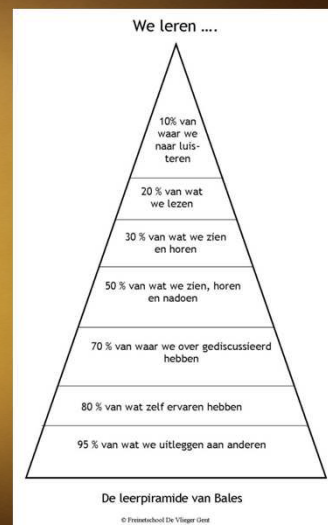 We leren ....
10% van
waar we
naar luis-
teren
20 % van wat
we lezen
30 % van wat we zien
en horen
50 % van wat we zien, horen
en nadoen
70 % van waar we over gediscussieerd
hebben
80 % van wat zelf ervaren hebben
95 % van wat we uitleggen aan anderen
De leerpiramide van Bales
© Freinetschool De Vlieger Gent